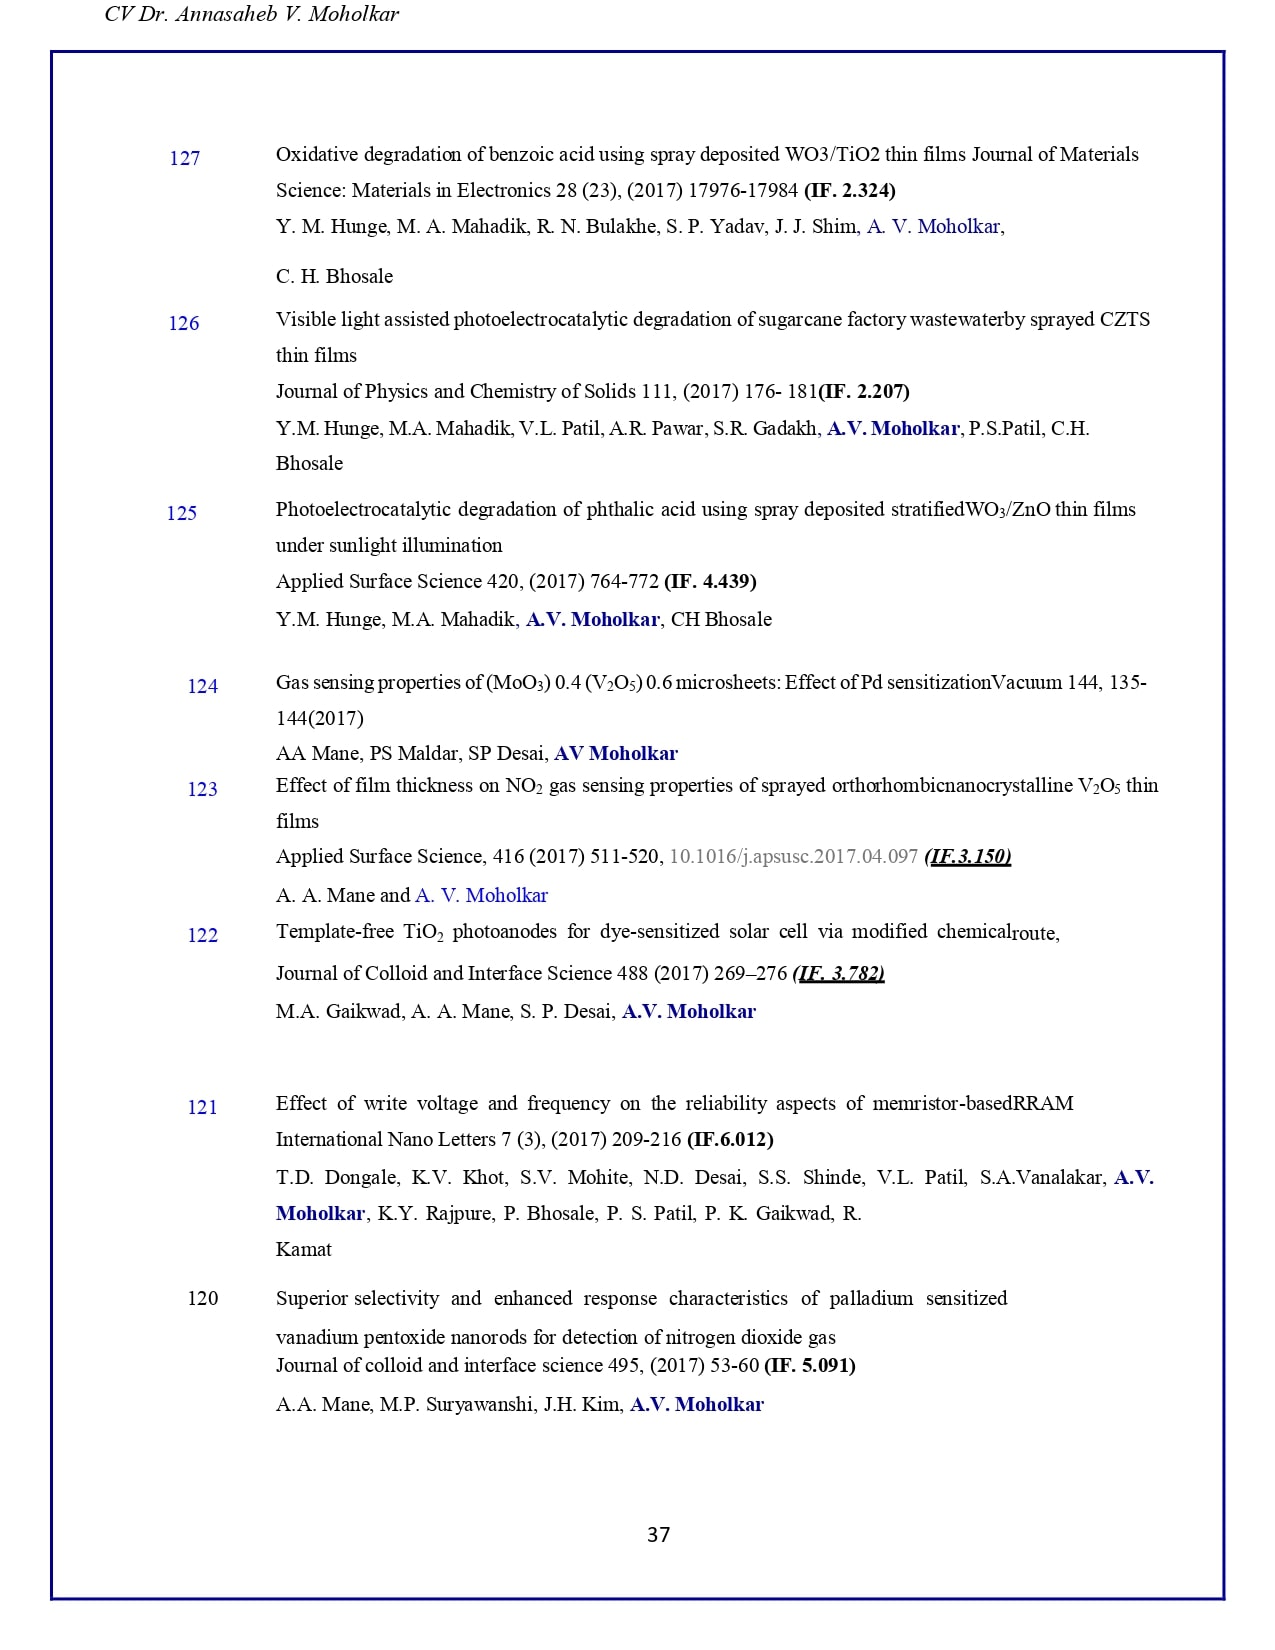 CV Dr. Annasaheb V. Moholkar
127 Oxidative degradation of benzoic acid using spray deposited WO3/TiO2 thin films Journal of Materials
Science: Materials in Electronics 28 (23), (2017) 17976-17984 (IF. 2.324)
Y. M. Hunge, M. A. Mahadik, R. N. Bulakhe, S. P. Yadav, J. J. Shim, A. V. Moholkar,
C. H. Bhosale
126 Visible light assisted photoelectrocatalytic degradation of sugarcane factory wastewaterby sprayed CZTS
thin films
Journal of Physics and Chemistry of Solids 111, (2017) 176- 181(IF. 2.207)
Y.M. Hunge, M.A. Mahadik, V.L. Patil, A.R. Pawar, S.R. Gadakh, A.V. Moholkar, P.S.Patil, C.H.
Bhosale
125 Photoelectrocatalytic degradation of phthalic acid using spray deposited stratifiedWO₃/ZnO thin films
under sunlight illumination
Applied Surface Science 420, (2017) 764-772 (IF. 4.439)
Y.M. Hunge, M.A. Mahadik, A.V. Moholkar, CH Bhosale
124 Gas sensing properties of (MoO₃) 0.4 (V₂O₅) 0.6 microsheets: Effect of Pd sensitizationVacuum 144, 135-
144(2017)
AA Mane, PS Maldar, SP Desai, AV Moholkar
123 Effect of film thickness on NO₂ gas sensing properties of sprayed orthorhombicnanocrystalline V₂O₅ thin
films
Applied Surface Science, 416 (2017) 511-520, 10.1016/j.apsusc.2017.04.097 (IF.3.150)
A. A. Mane and A. V. Moholkar
122 Template-free TiO₂ photoanodes for dye-sensitized solar cell via modified chemicalroute,
Journal of Colloid and Interface Science 488 (2017) 269–276 (IF. 3.782)
M.A. Gaikwad, A. A. Mane, S. P. Desai, A.V. Moholkar
121 Effect of write voltage and frequency on the reliability aspects of memristor-basedRRAM
International Nano Letters 7 (3), (2017) 209-216 (IF.6.012)
T.D. Dongale, K.V. Khot, S.V. Mohite, N.D. Desai, S.S. Shinde, V.L. Patil, S.A.Vanalakar, A.V.
Moholkar, K.Y. Rajpure, P. Bhosale, P. S. Patil, P. K. Gaikwad, R.
Kamat
120 Superior selectivity and enhanced response characteristics of palladium sensitized
vanadium pentoxide nanorods for detection of nitrogen dioxide gas
Journal of colloid and interface science 495, (2017) 53-60 (IF. 5.091)
A.A. Mane, M.P. Suryawanshi, J.H. Kim, A.V. Moholkar
37